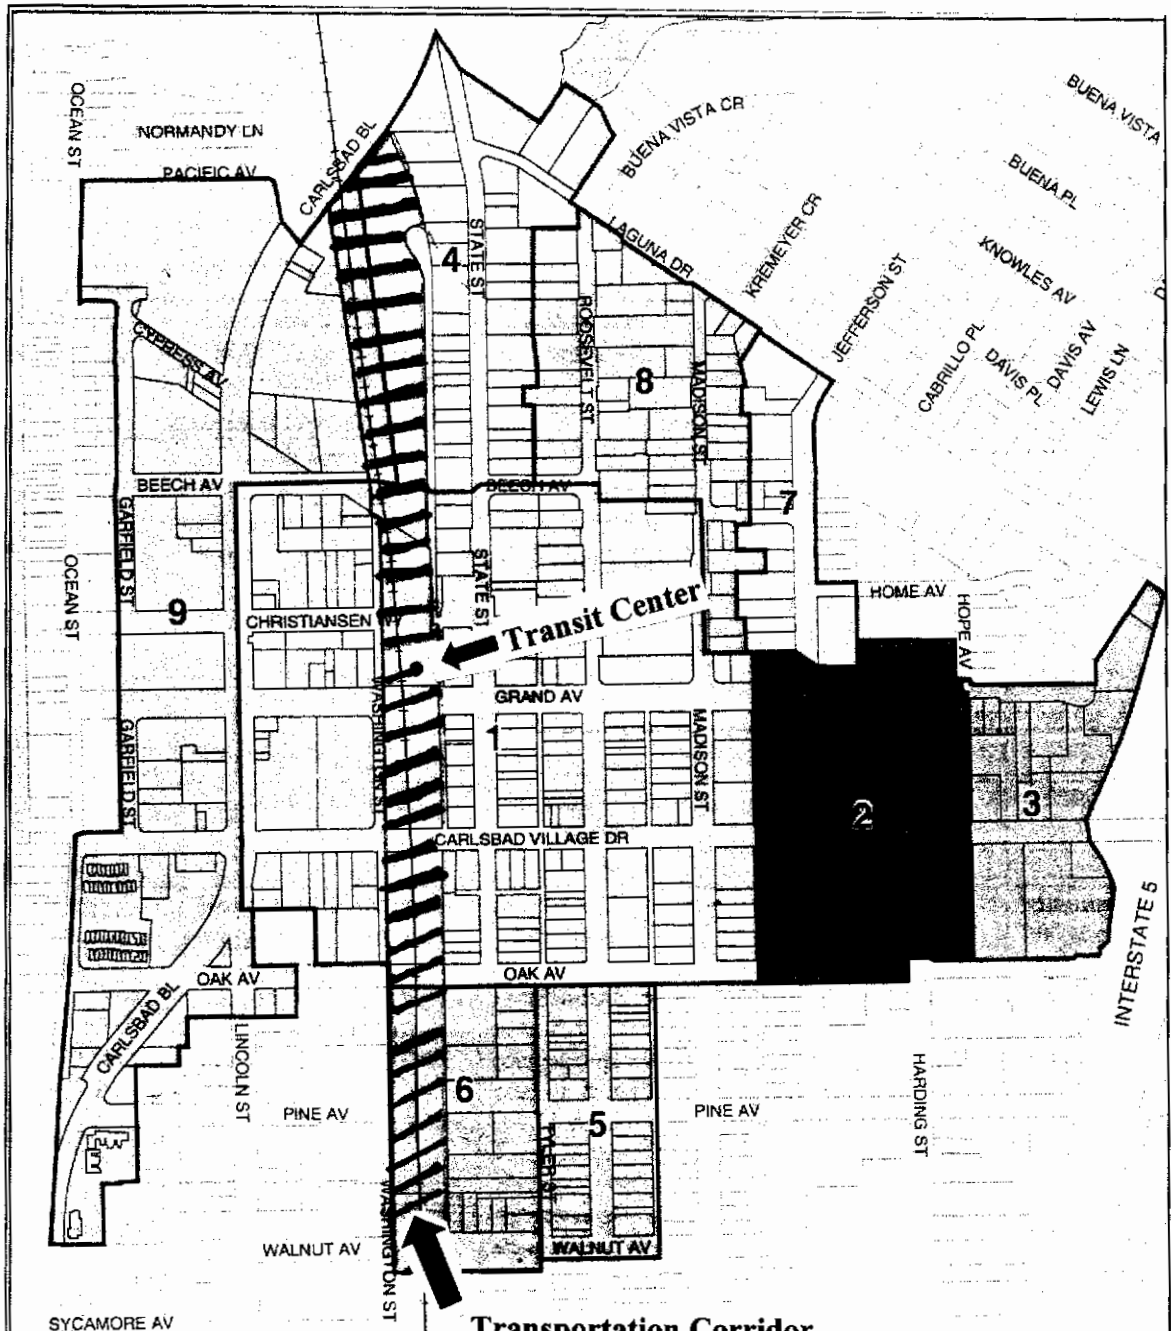 OCEAN ST
NORMANDY LN
PACIFIC AV
CARLSBAD BL
BUENA VISTA CR
BUENA VISTA
BUENA PL
KNOWLES AV
LAGUNA DR
KREMEYER CR
JEFFERSON ST
CABRILLO PL
DAVIS PL
DAVIS AV
LEWIS LN
D
4
STATE ST
ROOSEVELT ST
8
MADISON ST
7
CYPRESS AV
BEECH AV
BEECH AV
GARFIELD ST
OCEAN ST
9
STATE ST
CHRISTIANSEN
Transit Center
HOME AV
HOPE AV
GRAND AV
WASHINGTON ST
GARFIELD ST
1
MADISON ST
2
3
CARLSBAD VILLAGE DR
INTERSTATE 5
OAK AV
OAK AV
CARLSBAD BL
LINCOLN ST
6
5
PINE AV
PINE AV
HARDING ST
TYLER ST
WASHINGTON ST
WALNUT AV
WALNUT AV
SYCAMORE AV
Transportation Corridor